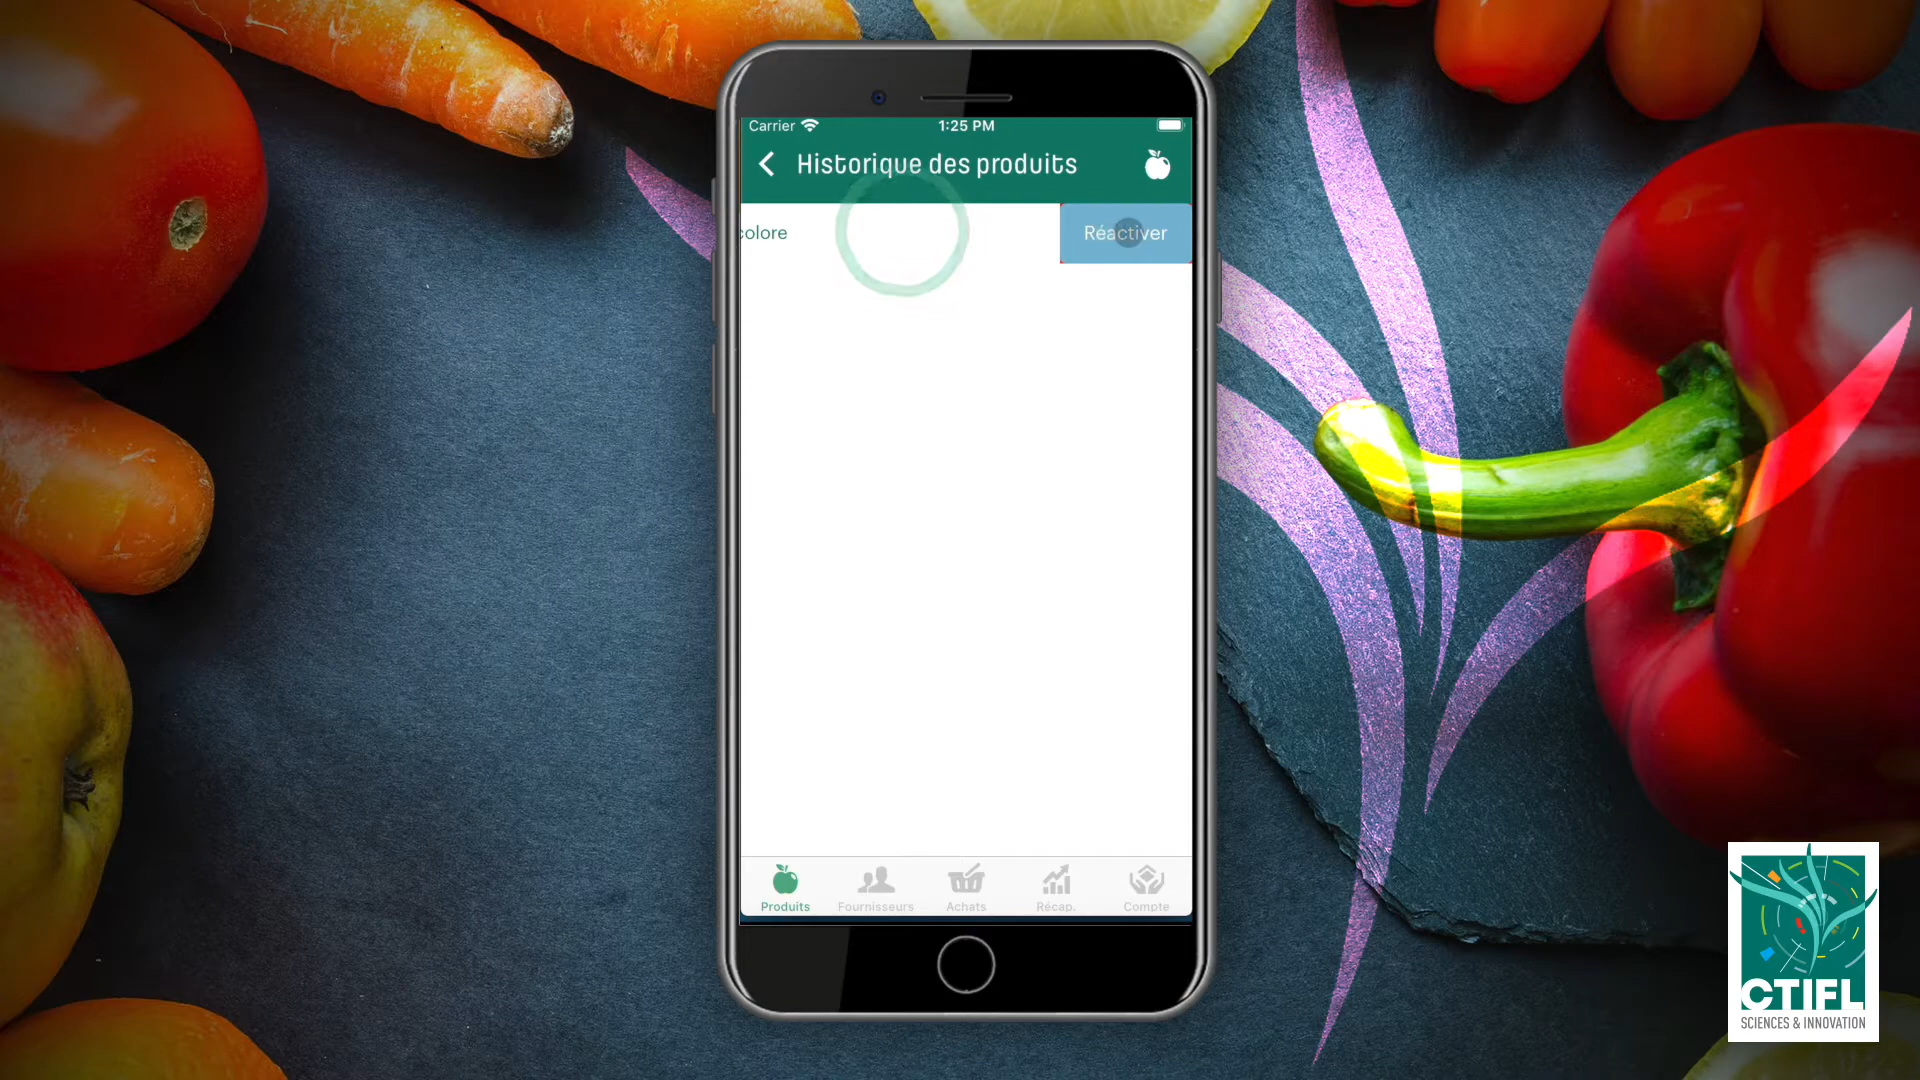 Carrier
1:25 PM
Historique des produits
colore
Réactiver
Produits
Fournisseurs
Achats
Récap.
Compte
CTIFL
SCIENCES & INNOVATION